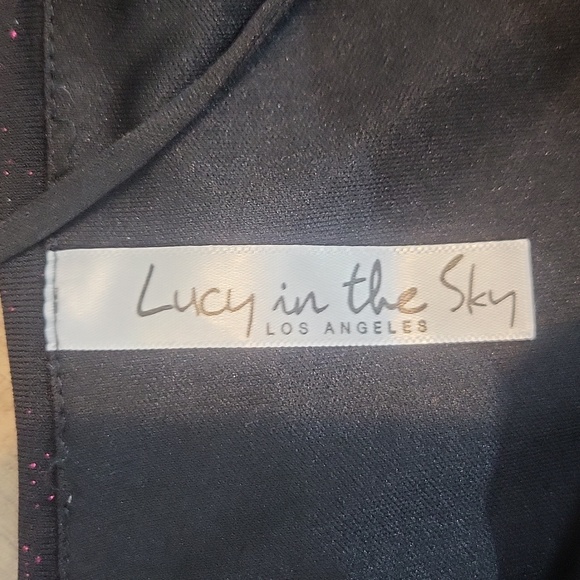 Lucy in the Sky
LOS ANGELES